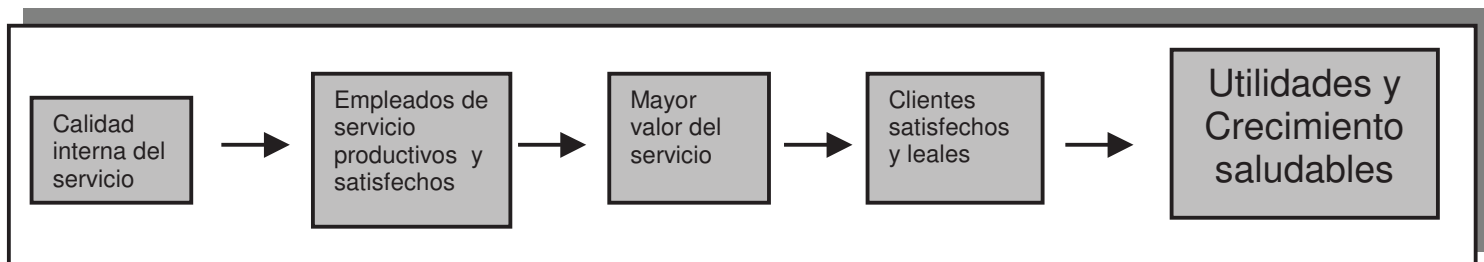 Calidad
interna del
servicio
Empleados de
servicio
productivos y
satisfechos
Mayor
valor del
servicio
Clientes
satisfechos
y leales
Utilidades y
Crecimiento
saludables